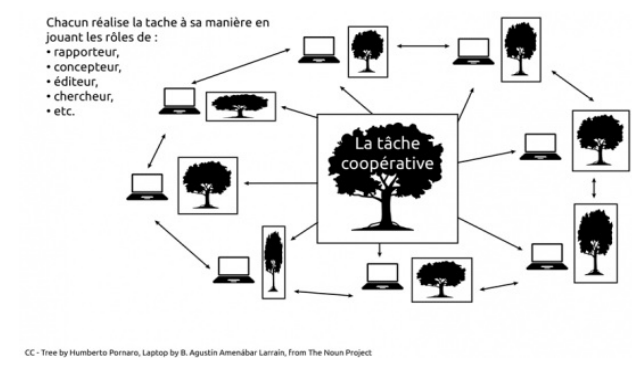 Chacun réalise la tache à sa manière en
jouant les rôles de :
• rapporteur,
• concepteur,
• éditeur,
• chercheur,
• etc.
La tâche
coopérative
CC - Tree by Humberto Pornaro, Laptop by B. Agustín Amenábar Larraín, from The Noun Project